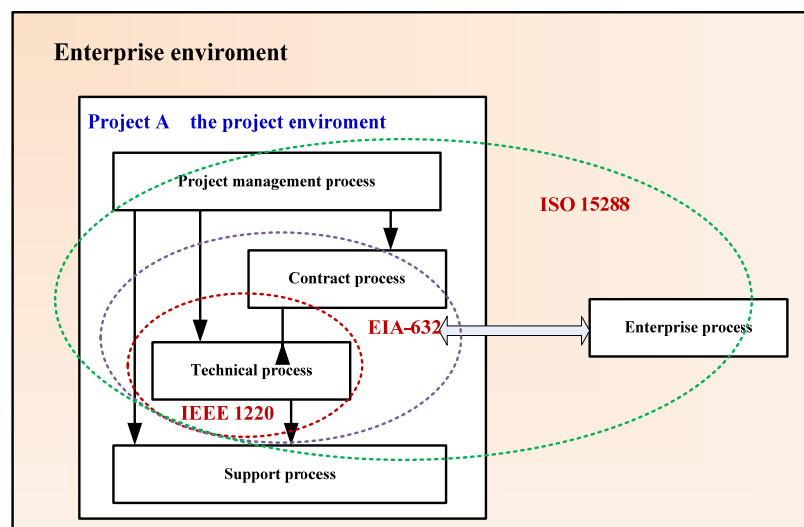 Enterprise enviroment
Project A the project enviroment
Project management process
ISO 15288
Contract process
EIA-632
Enterprise process
Technical process
IEEE 1220
Support process